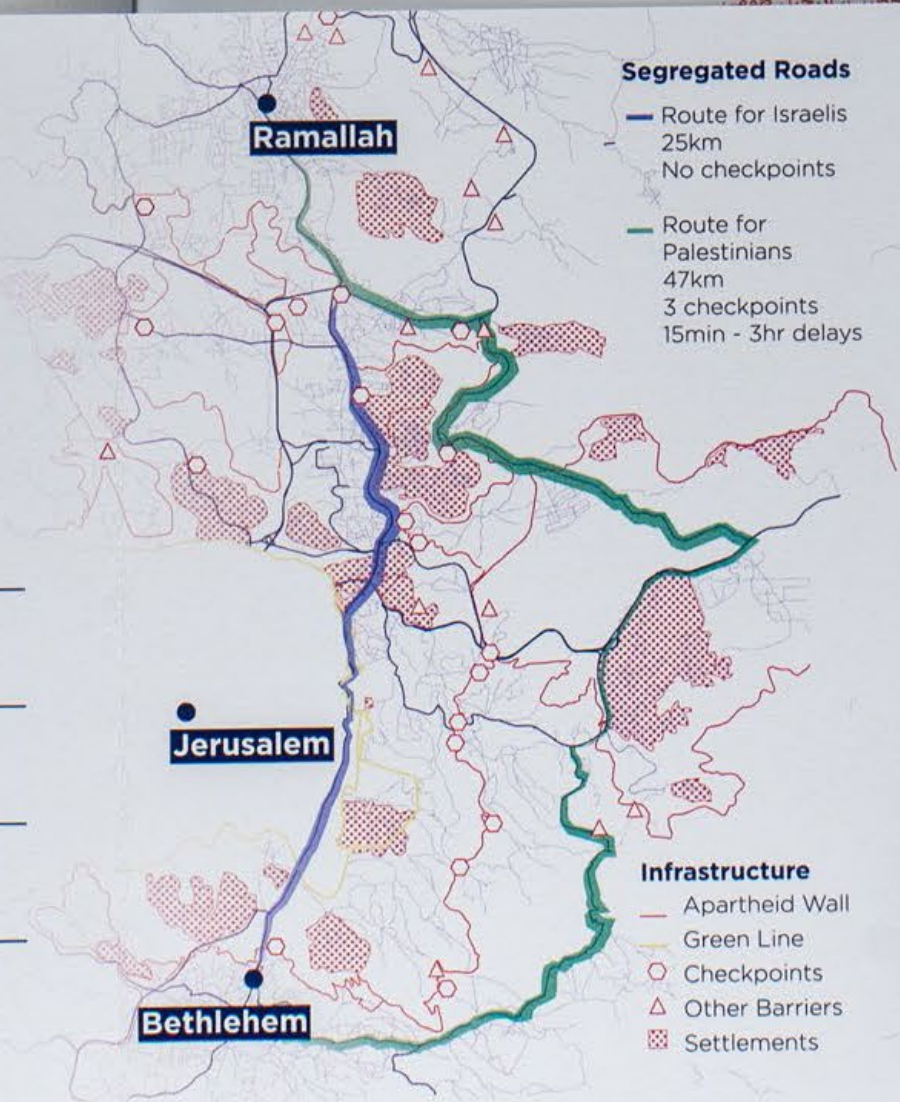 Segregated Roads
Route for Israelis
25km
No checkpoints
Route for
Palestinians
47km
3 checkpoints
15min - 3hr delays
Ramallah
Jerusalem
Bethlehem
Infrastructure
Apartheid Wall
Green Line
Checkpoints
Other Barriers
Settlements